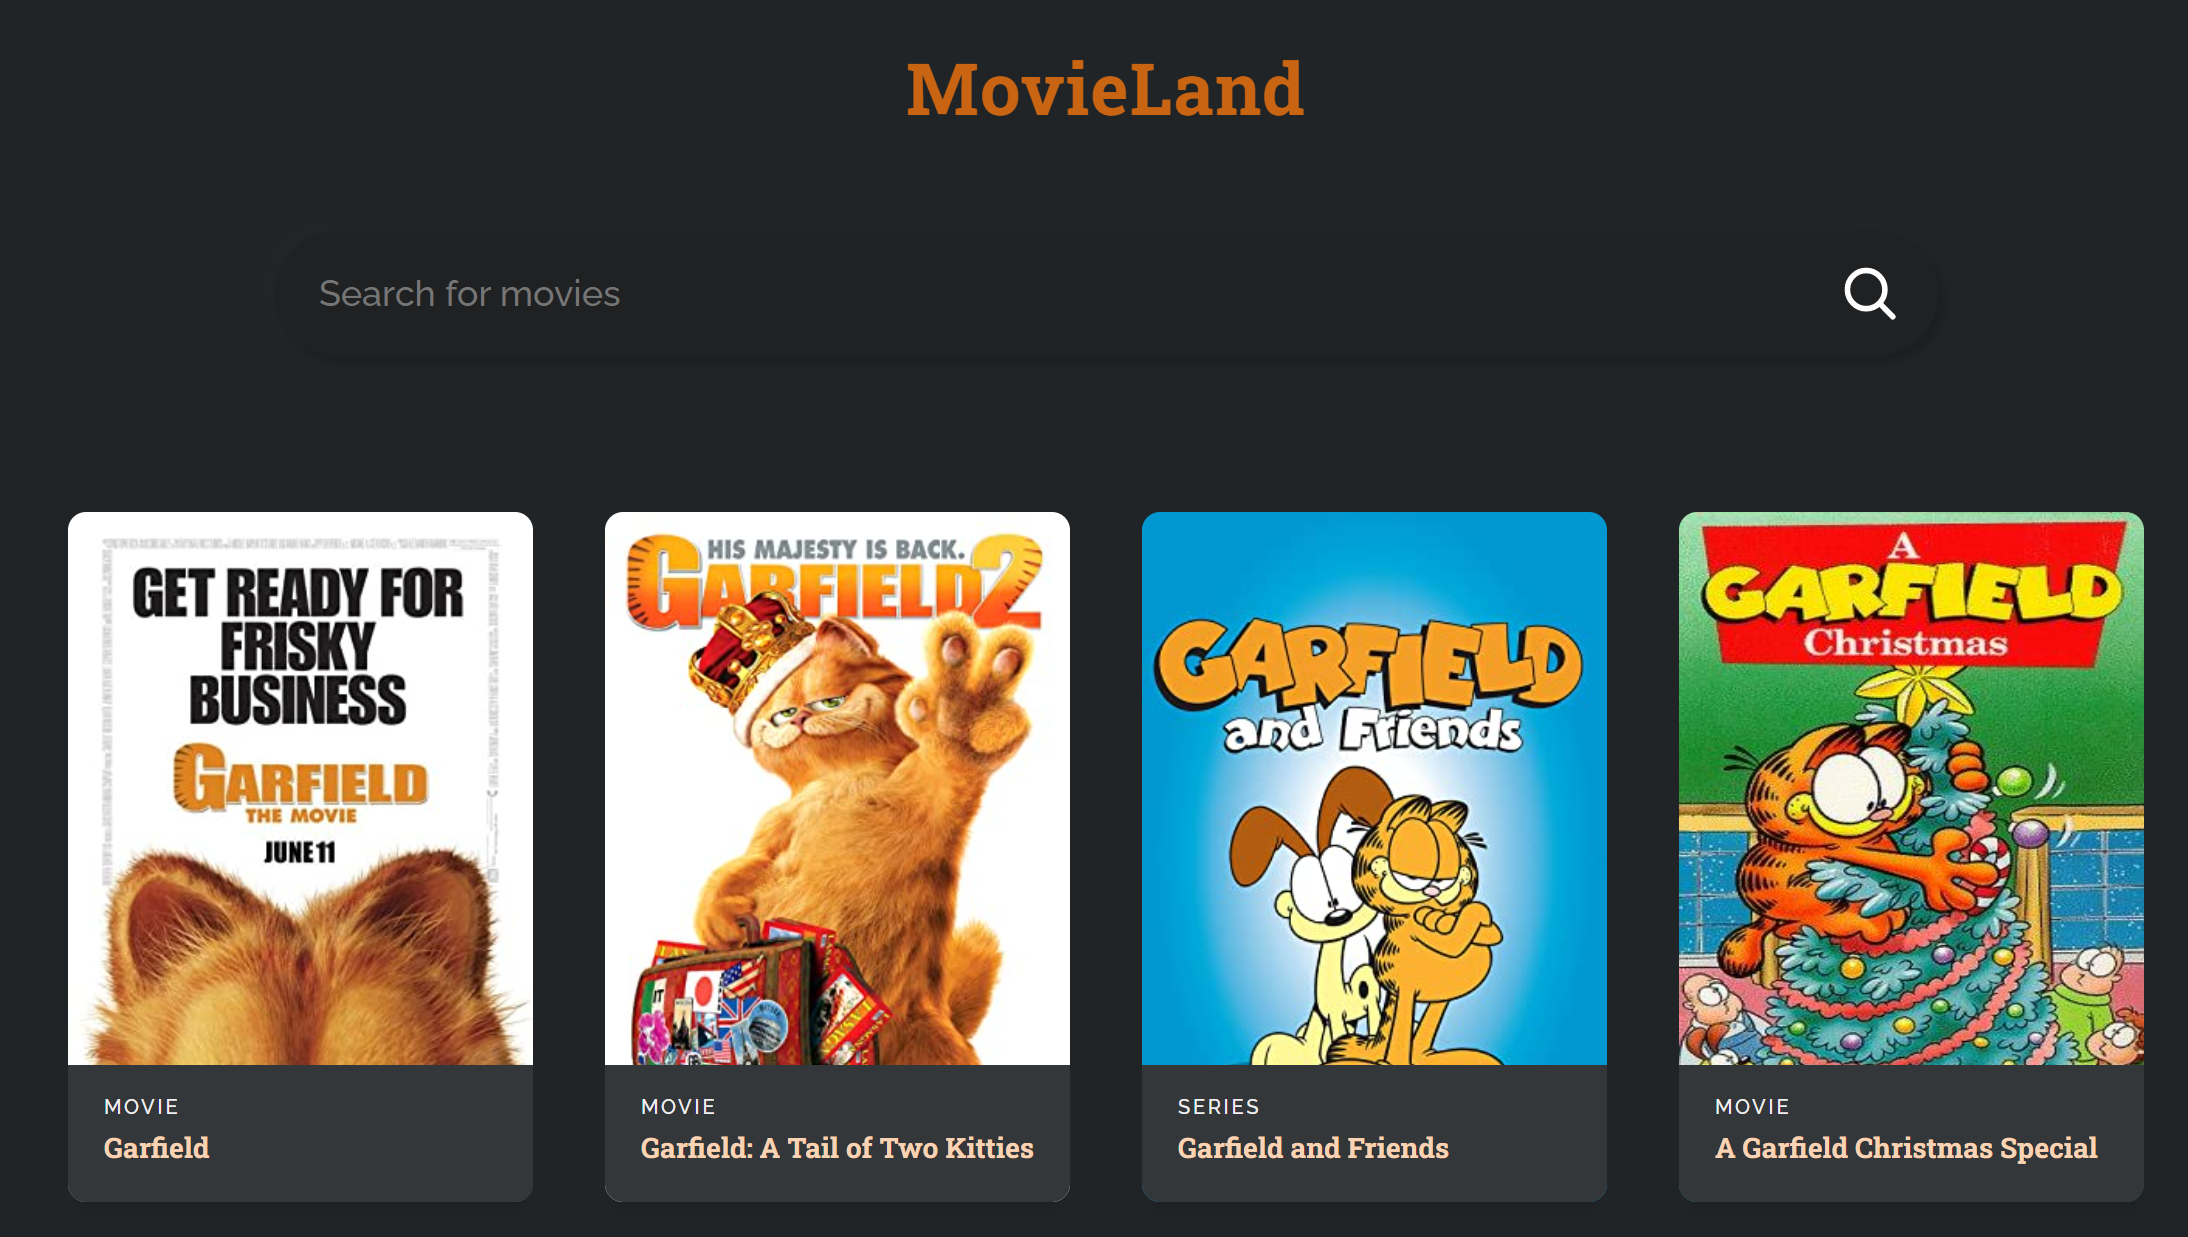 MovieLand
Search for movies
GET READY FOR
FRISKY
BUSINESS
GARFIELD
THE MOVIE
JUNE 11
MOVIE
Garfield
HIS MAJESTY IS BACK.
GARFIELD 2
IT
MOVIE
Garfield: A Tail of Two Kitties
GARFIELD
and Friends
SERIES
Garfield and Friends
A
GARFIELD
Christmas
MOVIE
A Garfield Christmas Special